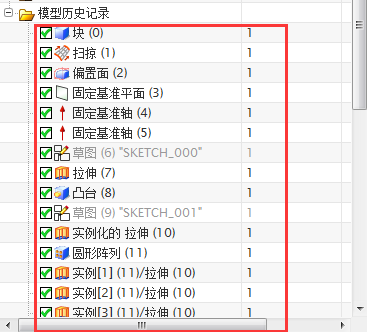 模型历史记录
块 (0) 1
扫掠 (1) 1
偏置面 (2) 1
固定基准平面 (3) 1
固定基准轴 (4) 1
固定基准轴 (5) 1
草图 (6) "SKETCH_000" 1
拉伸 (7) 1
凸台 (8) 1
草图 (9) "SKETCH_001" 1
实例化的 拉伸 (10) 1
圆形阵列 (11) 1
实例[1] (11)/拉伸 (10) 1
实例[2] (11)/拉伸 (10) 1
实例[3] (11)/拉伸 (10) 1